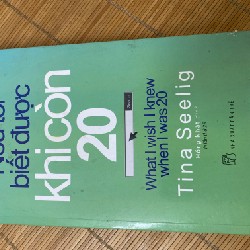 Nếu tôi
biết được
khi còn
20
What I wish I knew
when I was 20
Tina Seelig